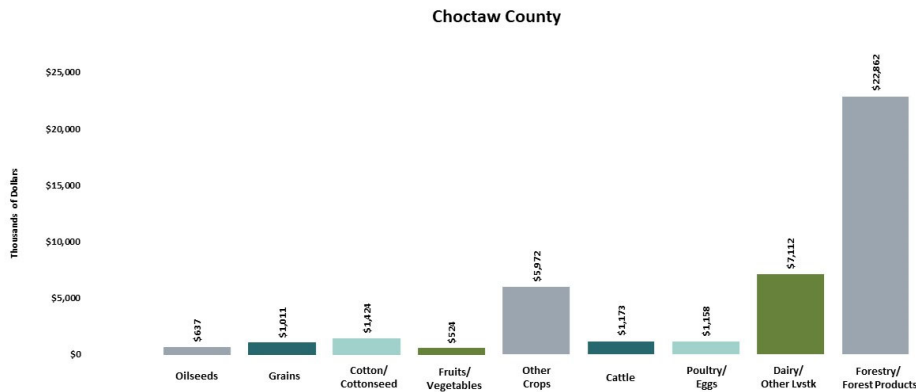 Choctaw County
Thousands of Dollars
$25,000
$20,000
$15,000
$10,000
$5,000
$0
$637
$1,011
$1,424
$524
$5,972
$1,173
$1,158
$7,112
$22,862
Oilseeds
Grains
Cotton/
Cottonseed
Fruits/
Vegetables
Other
Crops
Cattle
Poultry/
Eggs
Dairy/
Other Lvstk
Forestry/
Forest Products